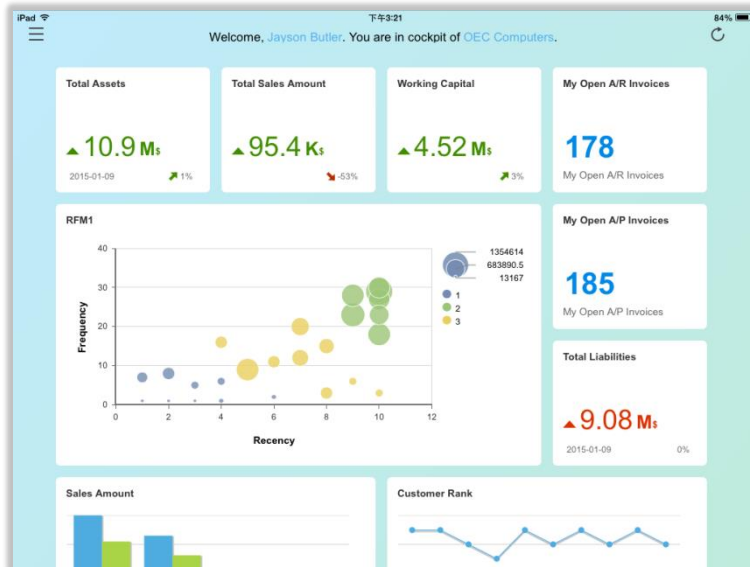 iPad 下午3:21 84%
Welcome, Jayson Butler. You are in cockpit of OEC Computers.
Total Assets
10.9 M$
2015-01-09 1%
Total Sales Amount
95.4 K$
-53%
Working Capital
4.52 M$
3%
My Open A/R Invoices
178
My Open A/R Invoices
RFM1
40
30
20
10
0
Frequency
0 2 4 6 8 10 12
Recency
1354614
683890.5
13167
1
2
3
My Open A/P Invoices
185
My Open A/P Invoices
Total Liabilities
9.08 M$
2015-01-09 0%
Sales Amount
Customer Rank